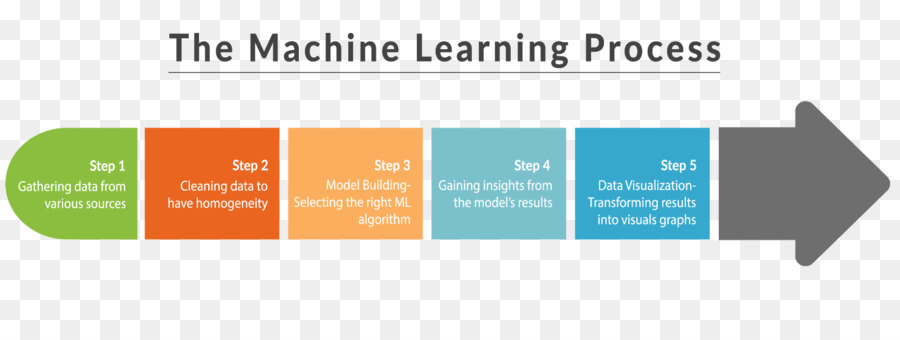 The Machine Learning Process
Step 1
Gathering data from
various sources
Step 2
Cleaning data to
have homogeneity
Step 3
Model Building-
Selecting the right ML
algorithm
Step 4
Gaining insights from
the model's results
Step 5
Data Visualization-
Transforming results
into visuals graphs